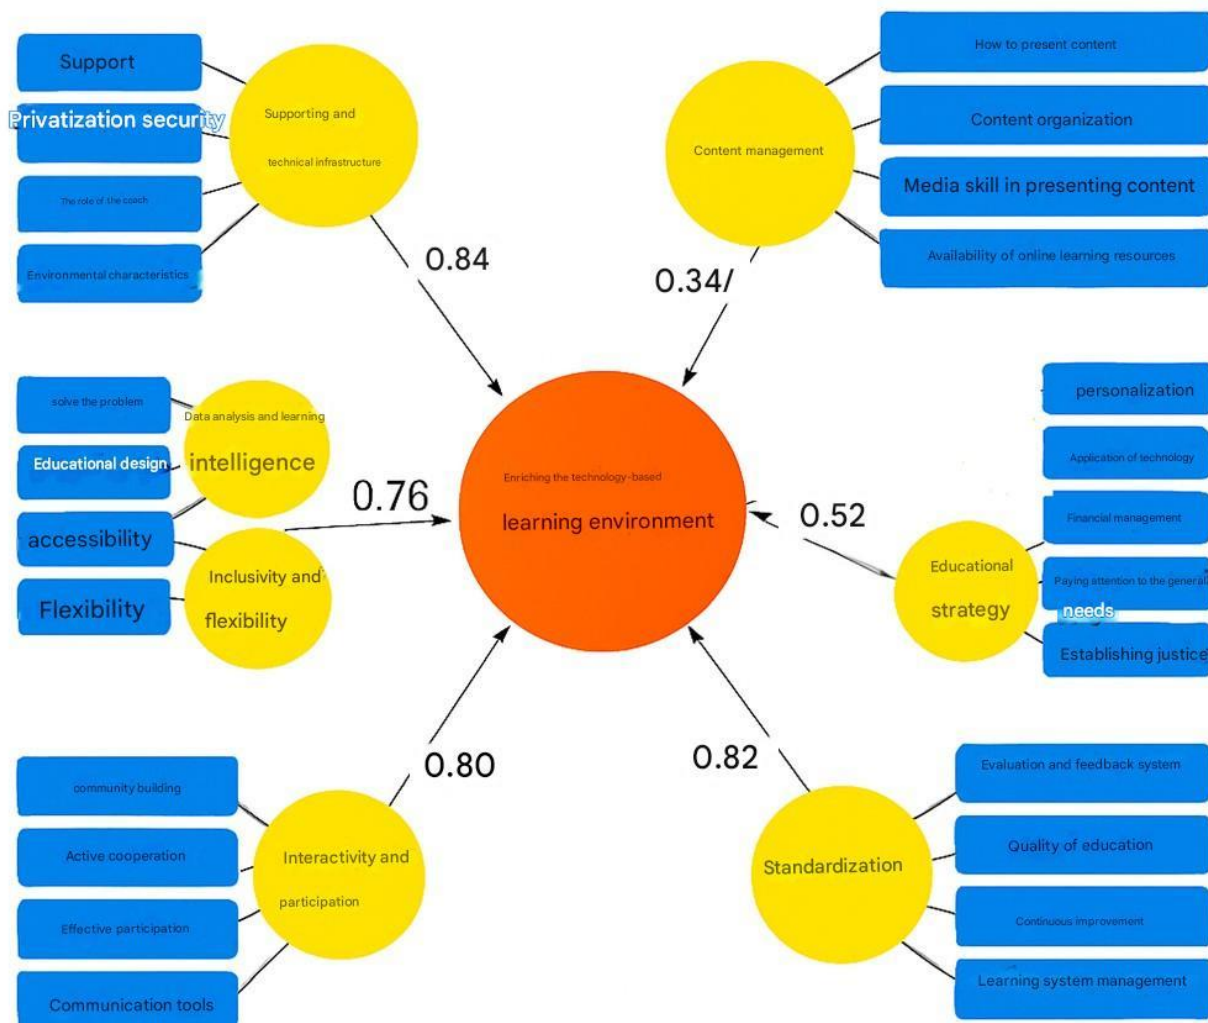 Support
Privatization security
The role of the coach
Environmental characteristics
Supporting and
technical infrastructure
0.84
Content management
0.34/
How to present content
Content organization
Media skill in presenting content
Availability of online learning resources
solve the problem
Educational design
accessibility
Flexibility
Data analysis and learning
intelligence
Inclusivity and
flexibility
0.76
Enriching the technology-based
learning environment
0.52
Educational
strategy
personalization
Application of technology
Financial management
Paying attention to the general
needs
Establishing justice
community building
Active cooperation
Effective participation
Communication tools
Interactivity and
participation
0.80
0.82
Standardization
Evaluation and feedback system
Quality of education
Continuous improvement
Learning system management